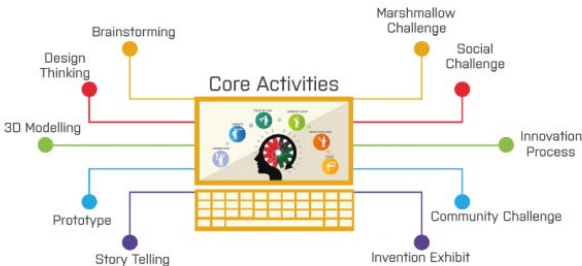 Brainstorming
Marshmallow
Challenge
Design
Thinking
Social
Challenge
Core Activities
3D Modelling
Innovation
Process
Prototype
Community Challenge
Story Telling
Invention Exhibit